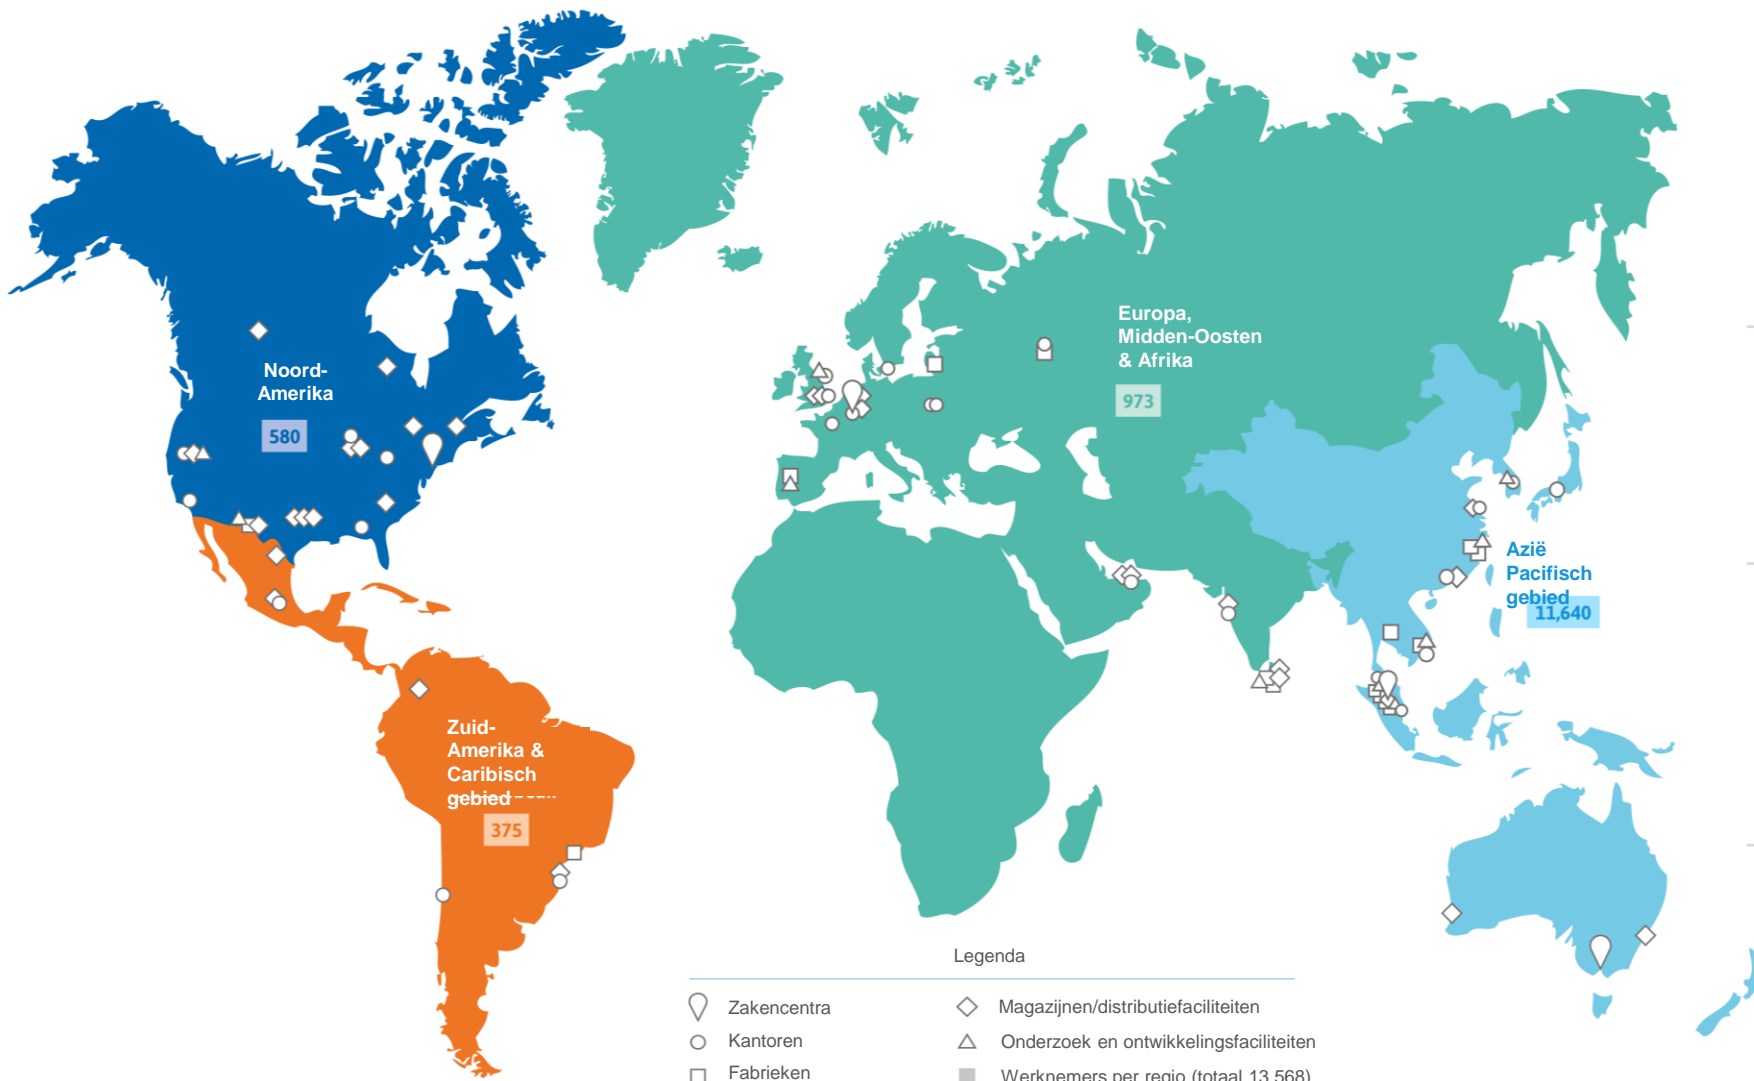 Noord-
Amerika
580
Europa,
Midden-Oosten
& Afrika
973
Azië
Pacifisch
gebied
11,640
Zuid-
Amerika &
Caribisch
gebied
375
Legenda
Zakencentra
Kantoren
Fabrieken
Magazijnen/distributiefaciliteiten
Onderzoek en ontwikkelingsfaciliteiten
Werknemers per regio (totaal 13.568)